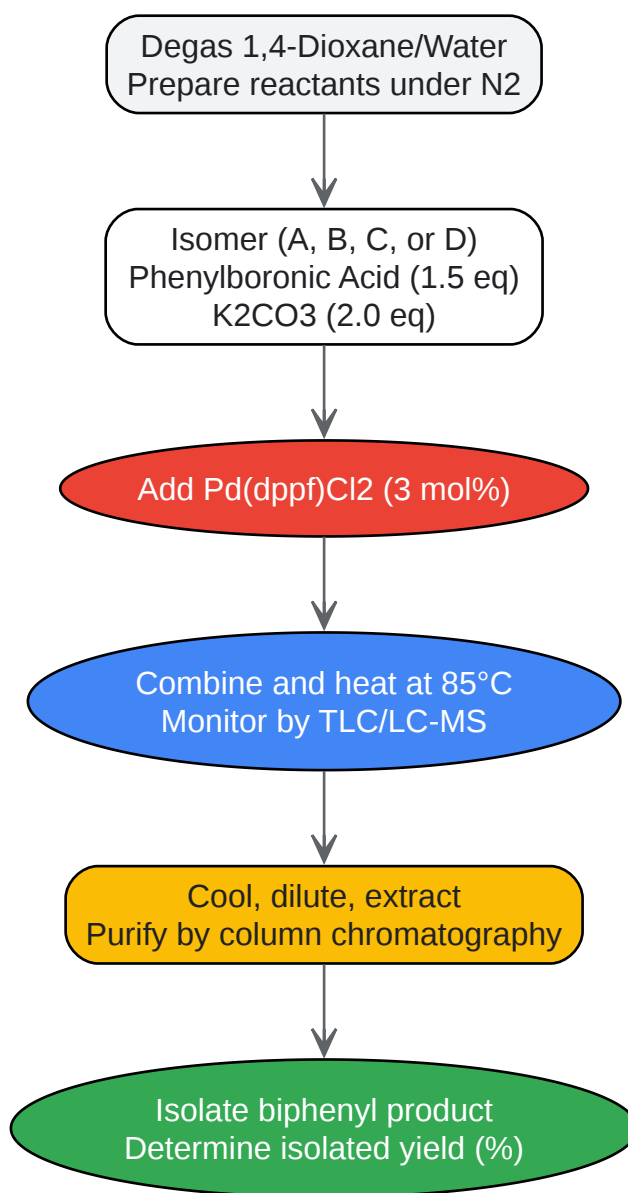 Degas 1,4-Dioxane/Water
Prepare reactants under N2
Isomer (A, B, C, or D)
Phenylboronic Acid (1.5 eq)
K2CO3 (2.0 eq)
Add Pd(dppf)Cl2 (3 mol%)
Combine and heat at 85°C
Monitor by TLC/LC-MS
Cool, dilute, extract
Purify by column chromatography
Isolate biphenyl product
Determine isolated yield (%)